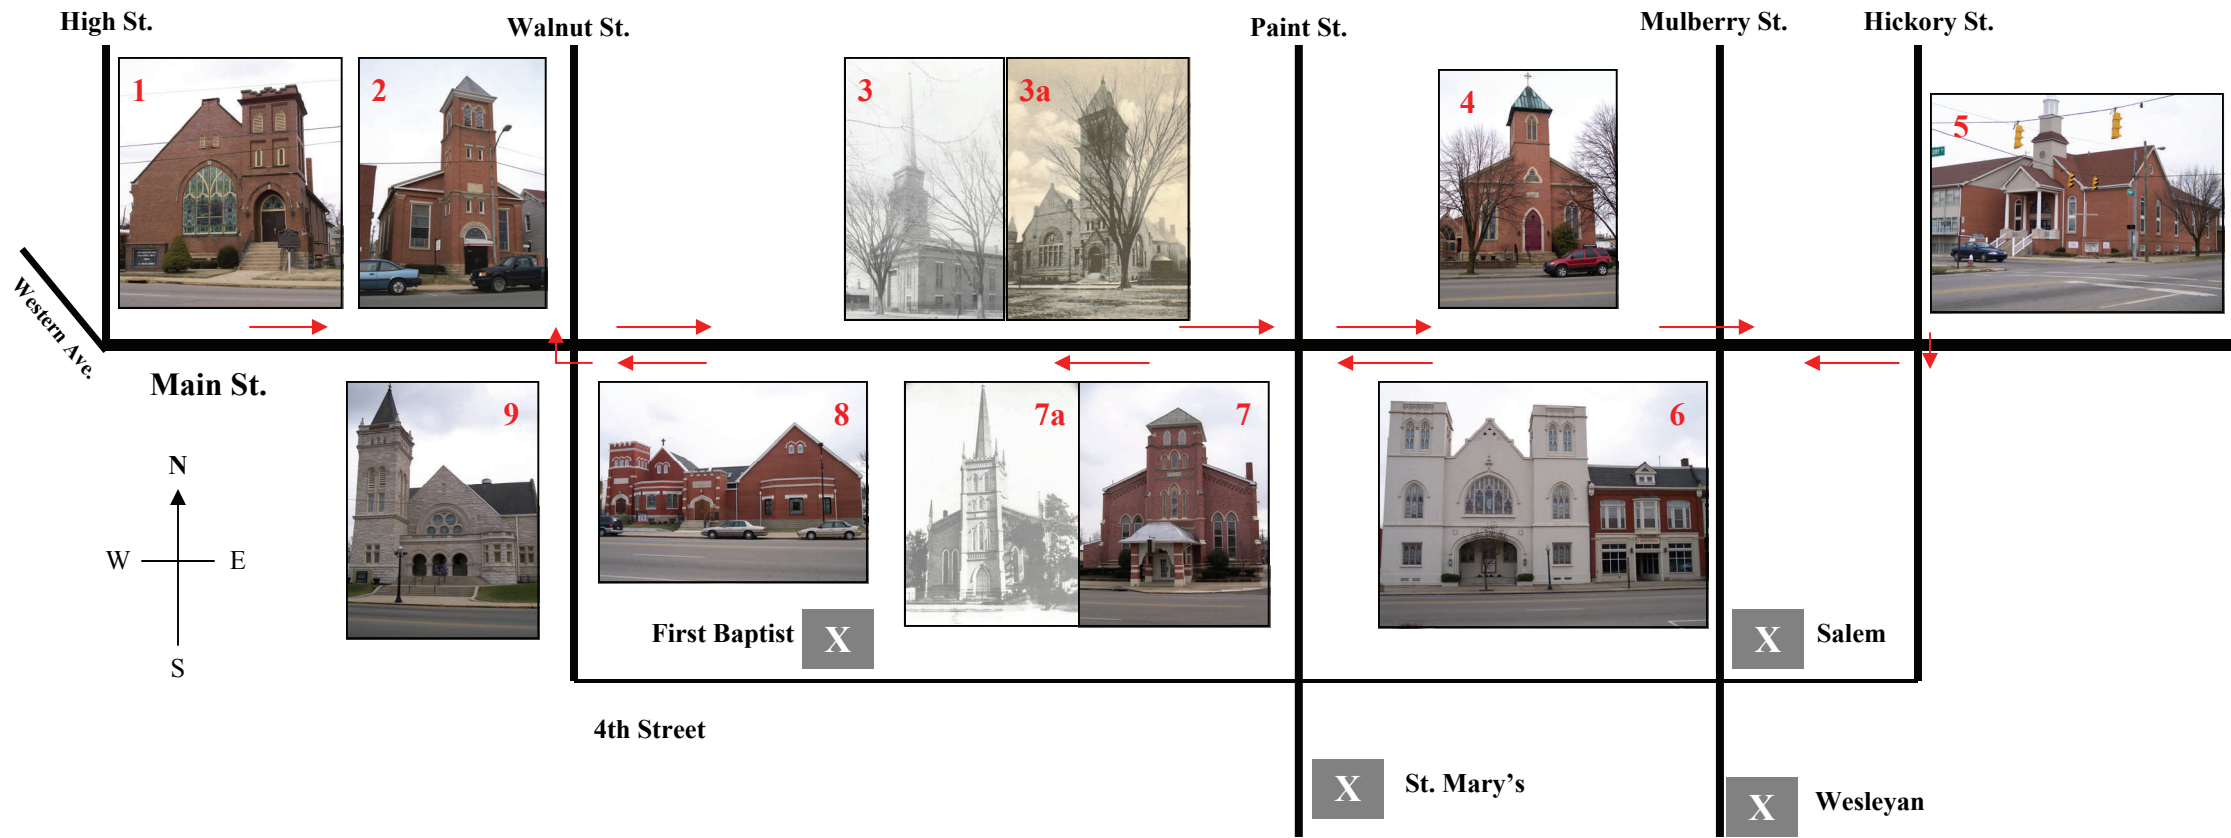 High St.
Walnut St.
Paint St.
Mulberry St.
Hickory St.
1
2
3
3a
4
5
Western Ave.
Main St.
9
8
7a
7
6
N
W
E
S
First Baptist
X
X
Salem
4th Street
X
St. Mary’s
X
Wesleyan